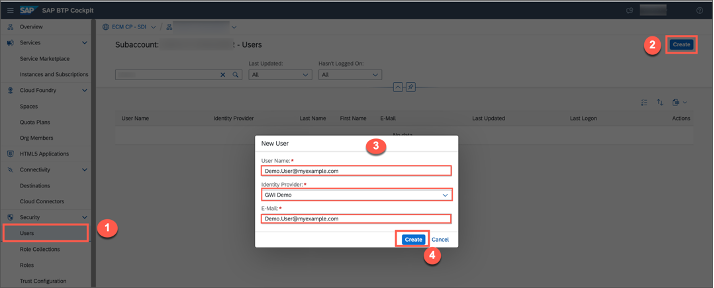 SAP
SAP BTP Cockpit
Overview
Services
Service Marketplace
Instances and Subscriptions
Cloud Foundry
Spaces
Quota Plans
Org Members
HTML5 Applications
Connectivity
Destinations
Cloud Connectors
Security
Users
Role Collections
Roles
Trust Configuration
1
ECM CP - SDI /
Subaccount: - Users
2
Create
Last Updated: Hasn't Logged On:
All All
User Name Identity Provider Last Name First Name E-Mail Last Updated Last Logon Actions
New User
3
User Name:*
Demo.User@myexample.com
Identity Provider:*
GWI Demo
E-Mail:*
Demo.User@myexample.com
Create Cancel
4